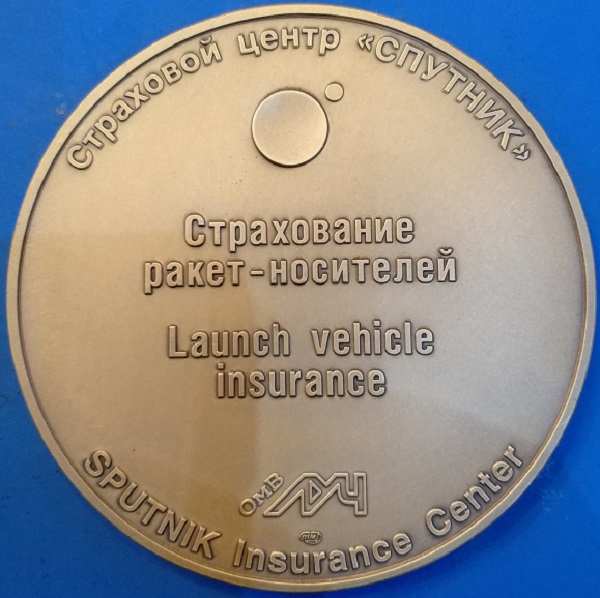 Страховой центр «СПУТНИК»
Страхование
ракет-носителей
Launch vehicle
insurance
ОМВ
SPUTNIK Insurance Center